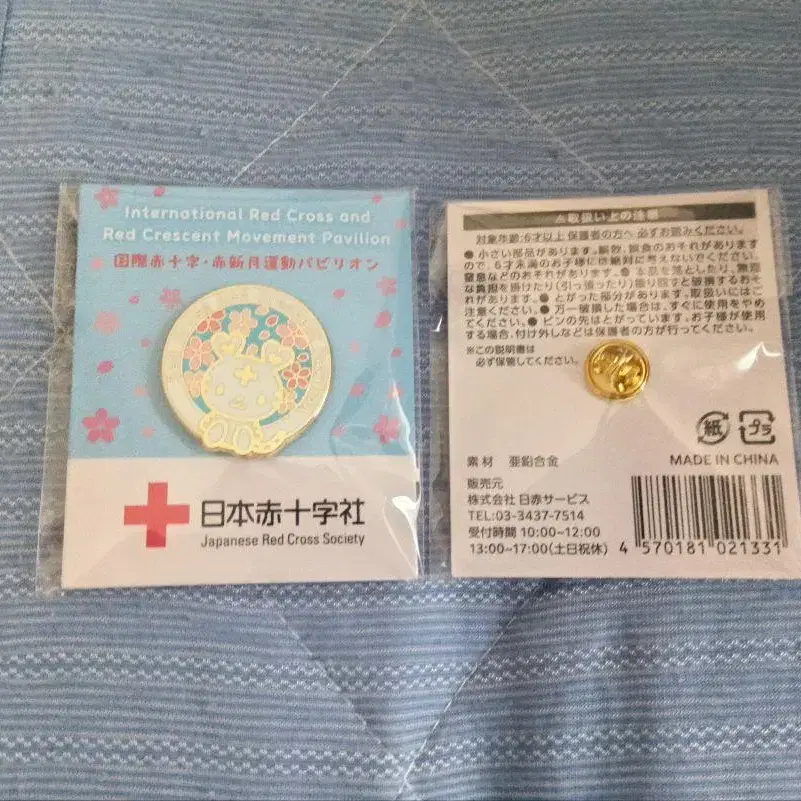 International Red Cross and
Red Crescent Movement Pavilion
国際赤十字・赤新月運動パビリオン
日本赤十字社
Japanese Red Cross Society
⚠取扱い上の注意
対象年齢:6才以上 保護者の方へ 必ずお読みください。
● 小さい部品があります。誤飲、誤食のおそれがあります
ので、6才未満のお子様には絶対に与えないでください。
窒息などのおそれがあります。● 本品を落としたり、無理
な負担を掛けたり(引っ張ったり)振り回すと破損するおそ
れがあります。● とがった部分があります。取扱いにはご
注意ください。● 万一破損した場合は、すぐに使用をやめ
てください。● ピンの先はとがっています。お子様が使用
する場合、付け外しなどは保護者の方が行ってください。
※この説明書は
必ず保管してください。
紙 プラ
素材 亜鉛合金
MADE IN CHINA
販売元
株式会社 日赤サービス
TEL:03-3437-7514
受付時間 10:00~12:00
13:00~17:00(土日祝休)
4 570181 021331